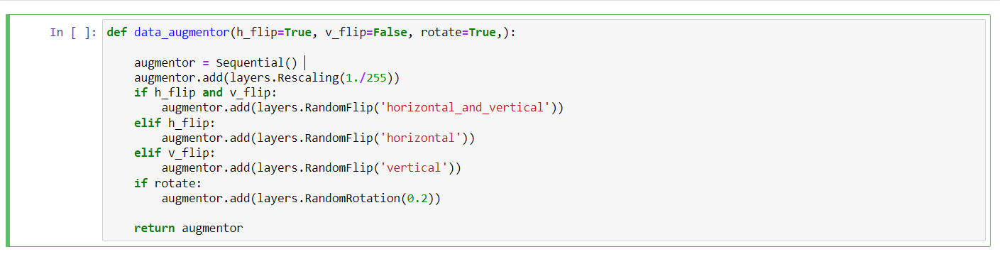 In [ ]: def data_augmentor(h_flip=True, v_flip=False, rotate=True,):
augmentor = Sequential()
augmentor.add(layers.Rescaling(1./255))
if h_flip and v_flip:
augmentor.add(layers.RandomFlip('horizontal_and_vertical'))
elif h_flip:
augmentor.add(layers.RandomFlip('horizontal'))
elif v_flip:
augmentor.add(layers.RandomFlip('vertical'))
if rotate:
augmentor.add(layers.RandomRotation(0.2))
return augmentor